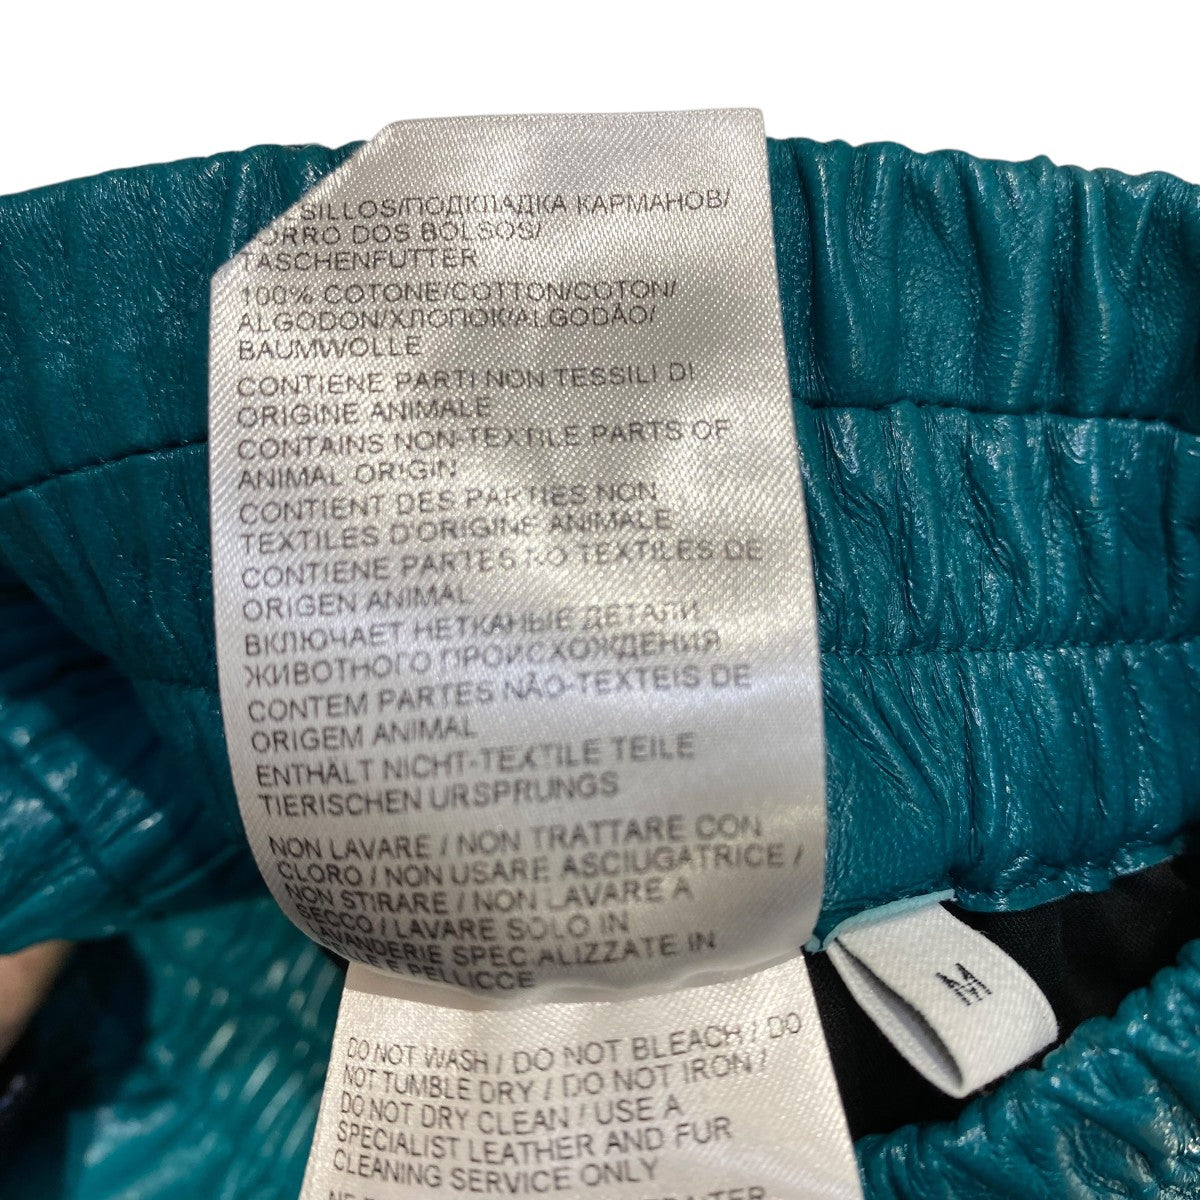 ПОДКЛАДКА КАРМАНОВ/
FORRO DOS BOLSOS/
TASCHENFUTTER
100% COTONE/COTTON/COTON/
ALGODON/ХЛОПОК/ALGODÃO/
BAUMWOLLE
CONTIENE PARTI NON TESSILI DI
ORIGINE ANIMALE
CONTAINS NON-TEXTILE PARTS OF
ANIMAL ORIGIN
CONTIENT DES PARTIES NON
TEXTILES D'ORIGINE ANIMALE
CONTIENE PARTES NO TEXTILES DE
ORIGEN ANIMAL
ВКЛЮЧАЕТ НЕТКАНЫЕ ДЕТАЛИ
ЖИВОТНОГО ПРОИСХОЖДЕНИЯ
CONTEM PARTES NÃO-TEXTEIS DE
ORIGEM ANIMAL
ENTHÄLT NICHT-TEXTILE TEILE
TIERISCHEN URSPRUNGS
NON LAVARE / NON TRATTARE CON
CLORO / NON USARE ASCIUGATRICE /
NON STIRARE / NON LAVARE A
SECCO / LAVARE SOLO IN
LAVANDERIE SPECIALIZZATE IN
PELLE E PELLICCE
DO NOT WASH / DO NOT BLEACH / DO
NOT TUMBLE DRY / DO NOT IRON /
DO NOT DRY CLEAN / USE A
SPECIALIST LEATHER AND FUR
CLEANING SERVICE ONLY